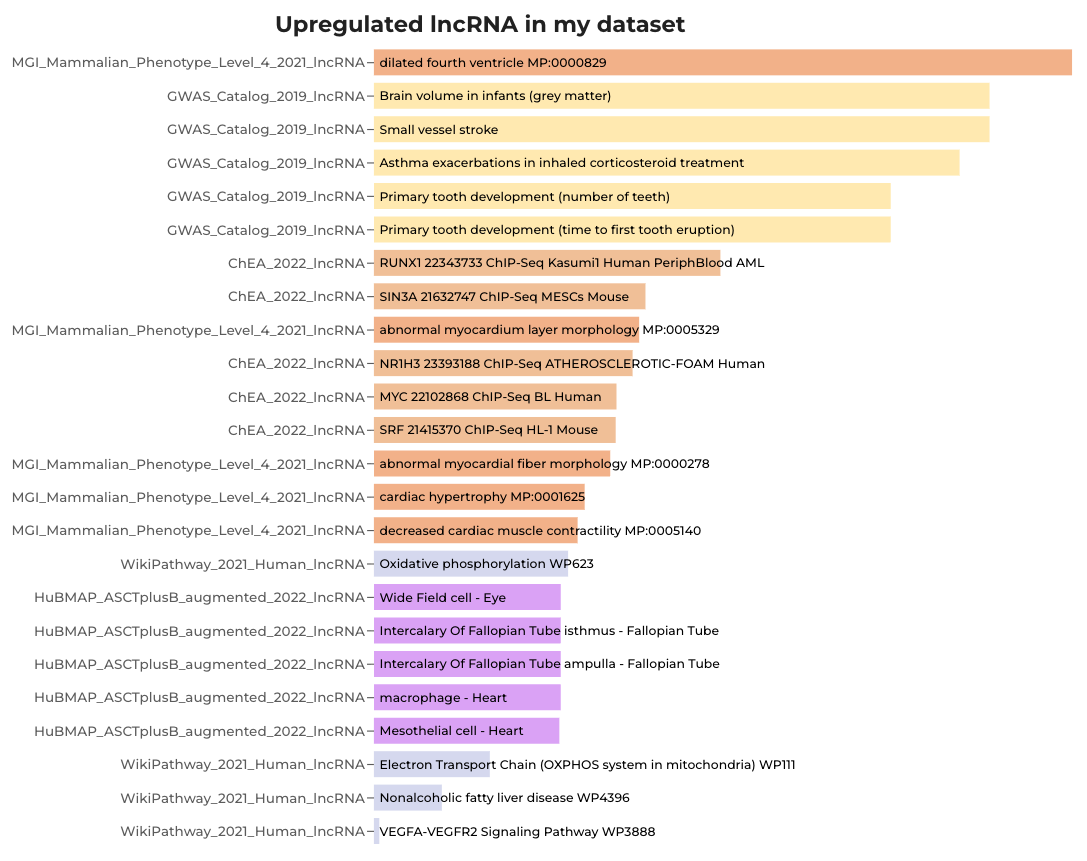 Upregulated lncRNA in my dataset
MGI_Mammalian_Phenotype_Level_4_2021_lncRNA dilated fourth ventricle MP:0000829
GWAS_Catalog_2019_lncRNA Brain volume in infants (grey matter)
GWAS_Catalog_2019_lncRNA Small vessel stroke
GWAS_Catalog_2019_lncRNA Asthma exacerbations in inhaled corticosteroid treatment
GWAS_Catalog_2019_lncRNA Primary tooth development (number of teeth)
GWAS_Catalog_2019_lncRNA Primary tooth development (time to first tooth eruption)
ChEA_2022_lncRNA RUNX1 22343733 ChIP-Seq Kasumi1 Human PeriphBlood AML
ChEA_2022_lncRNA SIN3A 21632747 ChIP-Seq MESCs Mouse
MGI_Mammalian_Phenotype_Level_4_2021_lncRNA abnormal myocardium layer morphology MP:0005329
ChEA_2022_lncRNA NR1H3 23393188 ChIP-Seq ATHEROSCLEROTIC-FOAM Human
ChEA_2022_lncRNA MYC 22102868 ChIP-Seq BL Human
ChEA_2022_lncRNA SRF 21415370 ChIP-Seq HL-1 Mouse
MGI_Mammalian_Phenotype_Level_4_2021_lncRNA abnormal myocardial fiber morphology MP:0000278
MGI_Mammalian_Phenotype_Level_4_2021_lncRNA cardiac hypertrophy MP:0001625
MGI_Mammalian_Phenotype_Level_4_2021_lncRNA decreased cardiac muscle contractility MP:0005140
WikiPathway_2021_Human_lncRNA Oxidative phosphorylation WP623
HuBMAP_ASCTplusB_augmented_2022_lncRNA Wide Field cell - Eye
HuBMAP_ASCTplusB_augmented_2022_lncRNA Intercalary Of Fallopian Tube isthmus - Fallopian Tube
HuBMAP_ASCTplusB_augmented_2022_lncRNA Intercalary Of Fallopian Tube ampulla - Fallopian Tube
HuBMAP_ASCTplusB_augmented_2022_lncRNA macrophage - Heart
HuBMAP_ASCTplusB_augmented_2022_lncRNA Mesothelial cell - Heart
WikiPathway_2021_Human_lncRNA Electron Transport Chain (OXPHOS system in mitochondria) WP111
WikiPathway_2021_Human_lncRNA Nonalcoholic fatty liver disease WP4396
WikiPathway_2021_Human_lncRNA VEGFA-VEGFR2 Signaling Pathway WP3888